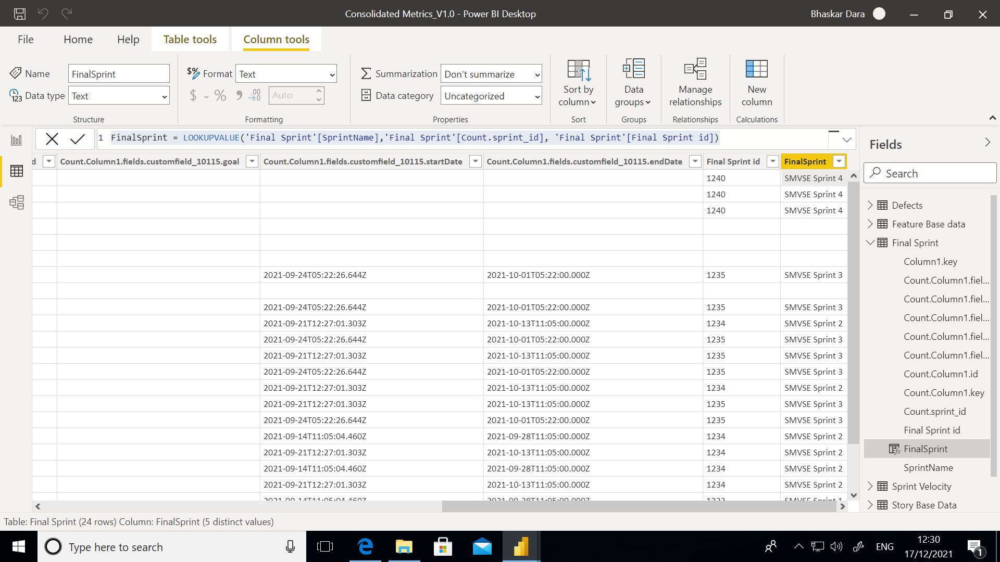 Consolidated Metrics_V1.0 - Power BI Desktop
Bhaskar Dara
File Home Help Table tools Column tools
Name FinalSprint
Data type Text
Structure
$% Format Text
$ % 9 .00 Auto
Formatting
Summarization Don't summarize
Data category Uncategorized
Properties
Sort by column
Sort
Data groups
Groups
Manage relationships
Relationships
New column
Calculations
1 FinalSprint = LOOKUPVALUE('Final Sprint'[SprintName],'Final Sprint'[Count.sprint_id], 'Final Sprint'[Final Sprint id])
d Count.Column1.fields.customfield_10115.goal Count.Column1.fields.customfield_10115.startDate Count.Column1.fields.customfield_10115.endDate Final Sprint id FinalSprint
1240 SMVSE Sprint 4
1240 SMVSE Sprint 4
1240 SMVSE Sprint 4
2021-09-24T05:22:26.644Z 2021-10-01T05:22:00.000Z 1235 SMVSE Sprint 3
2021-09-24T05:22:26.644Z 2021-10-01T05:22:00.000Z 1235 SMVSE Sprint 3
2021-09-21T12:27:01.303Z 2021-10-13T11:05:00.000Z 1234 SMVSE Sprint 2
2021-09-24T05:22:26.644Z 2021-10-01T05:22:00.000Z 1235 SMVSE Sprint 3
2021-09-21T12:27:01.303Z 2021-10-13T11:05:00.000Z 1235 SMVSE Sprint 3
2021-09-24T05:22:26.644Z 2021-10-01T05:22:00.000Z 1235 SMVSE Sprint 3
2021-09-21T12:27:01.303Z 2021-10-13T11:05:00.000Z 1234 SMVSE Sprint 2
2021-09-21T12:27:01.303Z 2021-10-13T11:05:00.000Z 1235 SMVSE Sprint 3
2021-09-24T05:22:26.644Z 2021-10-01T05:22:00.000Z 1235 SMVSE Sprint 3
2021-09-14T11:05:04.460Z 2021-09-28T11:05:00.000Z 1234 SMVSE Sprint 2
2021-09-21T12:27:01.303Z 2021-10-13T11:05:00.000Z 1234 SMVSE Sprint 2
2021-09-14T11:05:04.460Z 2021-09-28T11:05:00.000Z 1234 SMVSE Sprint 2
2021-09-21T12:27:01.303Z 2021-10-13T11:05:00.000Z 1234 SMVSE Sprint 2
Fields
Search
Defects
Feature Base data
Final Sprint
Column1.key
Count.Column1.fiel...
Count.Column1.fiel...
Count.Column1.fiel...
Count.Column1.fiel...
Count.Column1.fiel...
Count.Column1.id
Count.Column1.key
Count.sprint_id
Final Sprint id
FinalSprint
SprintName
Sprint Velocity
Story Base Data
Table: Final Sprint (24 rows) Column: FinalSprint (5 distinct values)
Type here to search
ENG
12:30
17/12/2021
1